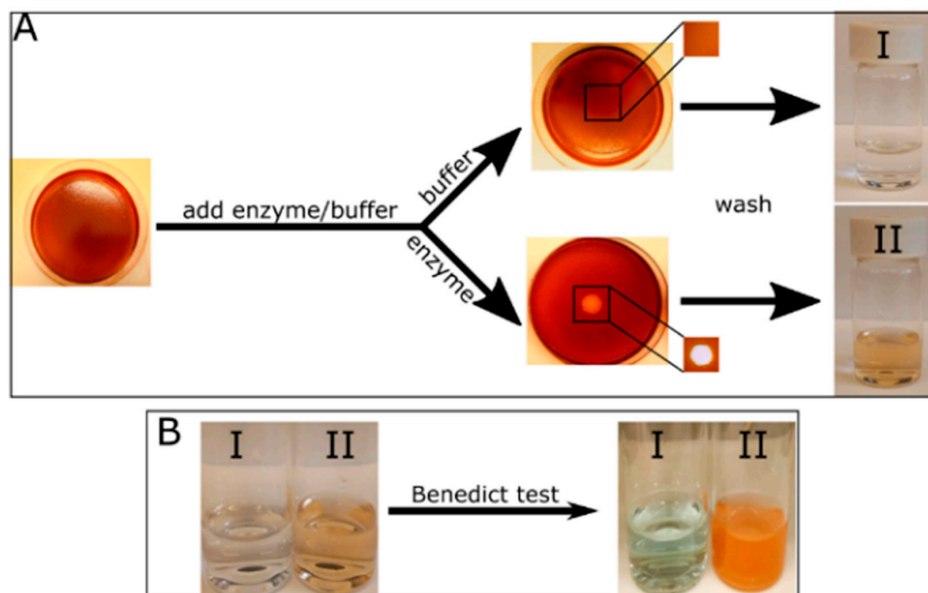 A
I
buffer
add enzyme/buffer
wash
enzyme
II
B
I
II
Benedict test
I
II